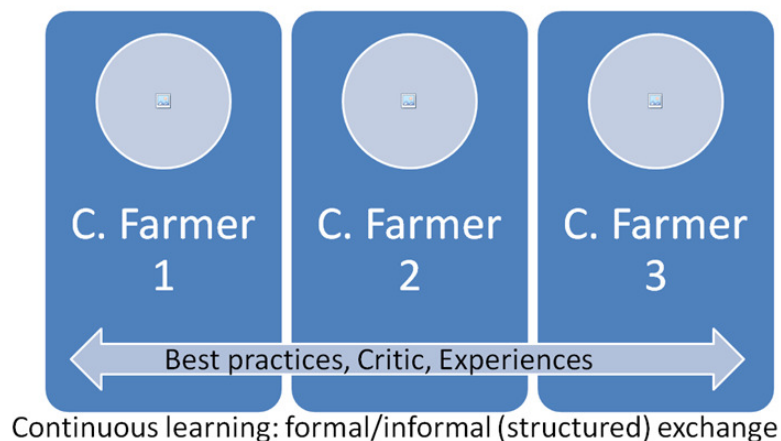 C. Farmer
1
C. Farmer
2
C. Farmer
3
Best practices, Critic, Experiences
Continuous learning: formal/informal (structured) exchange